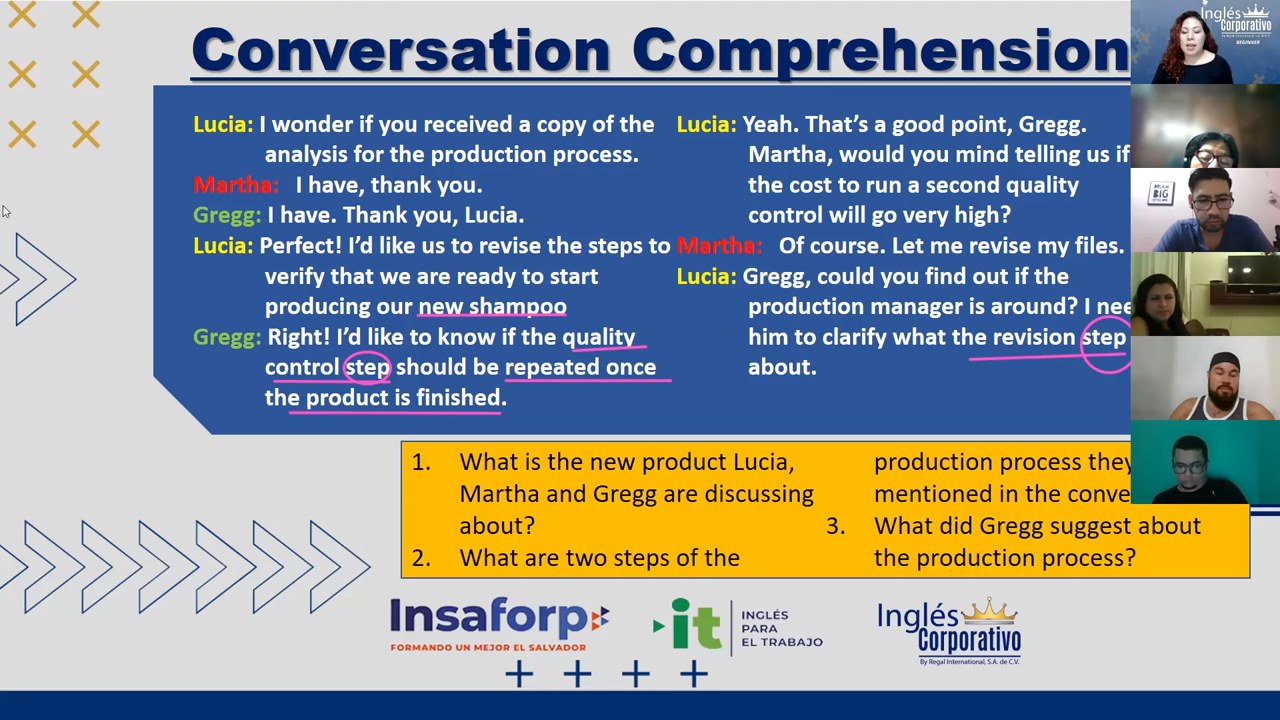 Conversation Comprehension
Lucia: I wonder if you received a copy of the
analysis for the production process.
Martha: I have, thank you.
Gregg: I have. Thank you, Lucia.
Lucia: Perfect! I'd like us to revise the steps to
verify that we are ready to start
producing our new shampoo
Gregg: Right! I'd like to know if the quality
control step should be repeated once
the product is finished.
Lucia: Yeah. That's a good point, Gregg.
Martha, would you mind telling us if
the cost to run a second quality
control will go very high?
Martha: Of course. Let me revise my files.
Lucia: Gregg, could you find out if the
production manager is around? I nee
him to clarify what the revision step
about.
1. What is the new product Lucia,
Martha and Gregg are discussing
about?
2. What are two steps of the
production process they
mentioned in the conve
3. What did Gregg suggest about
the production process?
Insaforp
FORMANDO UN MEJOR EL SALVADOR
it
INGLÉS
PARA
EL TRABAJO
Inglés
Corporativo
By Regal International, S.A. de C.V.
Inglés
Corporativo
BEGINNER
DREAM
BIG